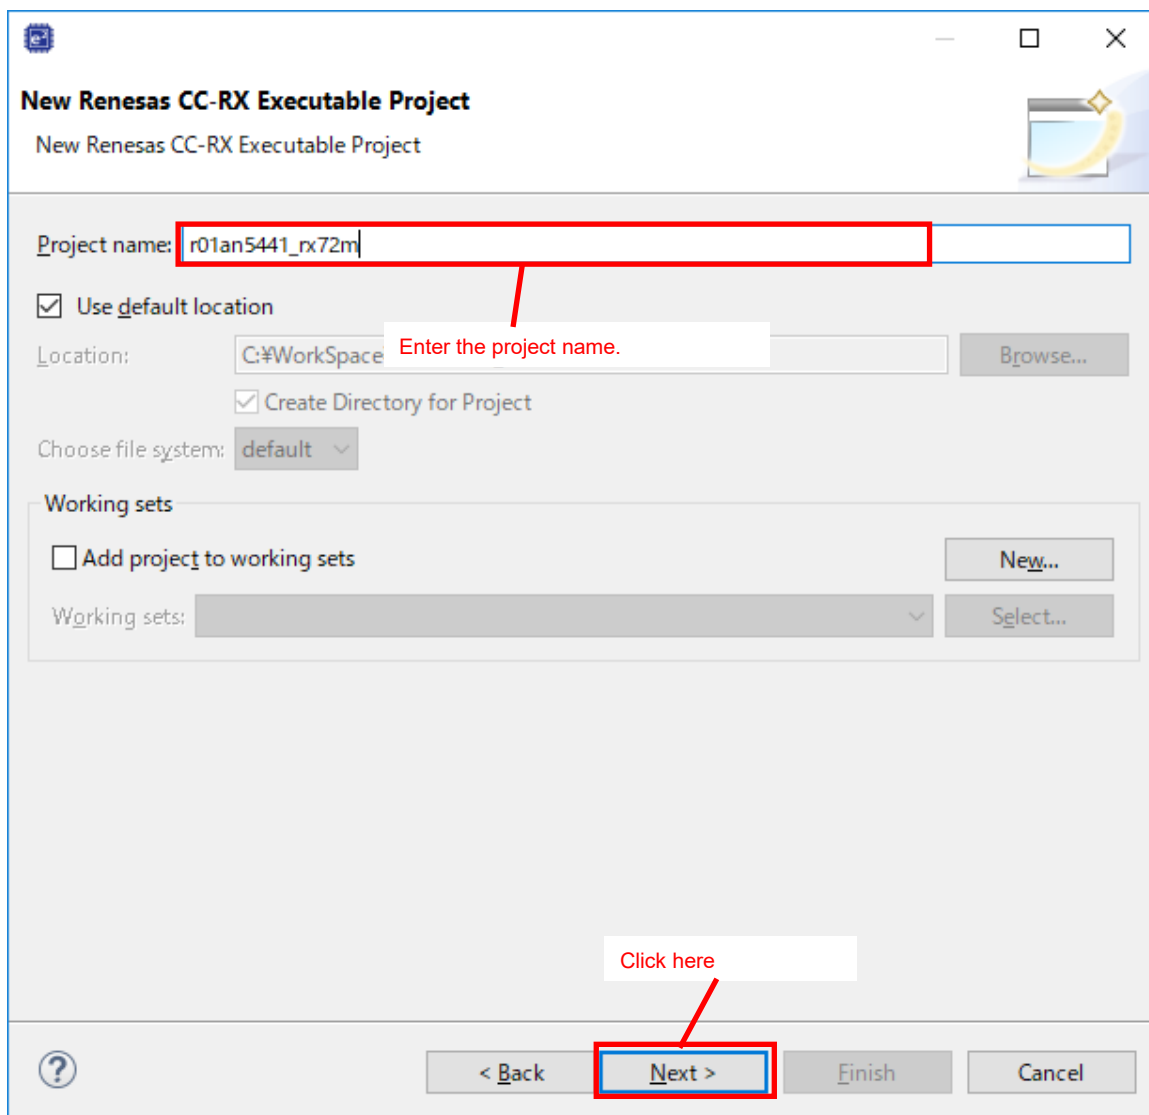 New Renesas CC-RX Executable Project
New Renesas CC-RX Executable Project
Project name: r01an5441_rx72m
Use default location
Enter the project name.
Location: C:¥WorkSpace Browse...
Create Directory for Project
Choose file system: default
Working sets
Add project to working sets New...
Working sets: Select...
Click here
< Back Next > Finish Cancel